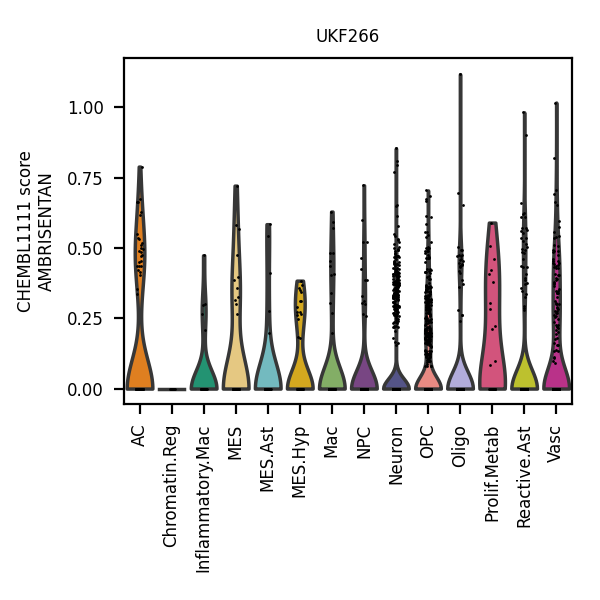 UKF266
CHEMBL1111 score
AMBRISENTAN
1.00
0.75
0.50
0.25
0.00
AC
Chromatin.Reg
Inflammatory.Mac
MES
MES.Ast
MES.Hyp
Mac
NPC
Neuron
OPC
Oligo
Prolif.Metab
Reactive.Ast
Vasc